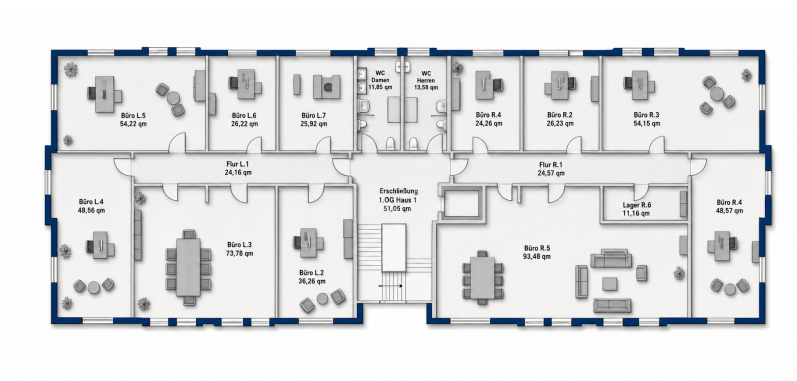 WC
Damen
11,85 qm
WC
Herren
13,58 qm
Büro L.5
54,22 qm
Büro L.6
26,22 qm
Büro L.7
25,92 qm
Büro R.4
24,26 qm
Büro R.2
26,23 qm
Büro R.3
54,15 qm
Flur L.1
24,16 qm
Flur R.1
24,57 qm
Büro L.4
48,56 qm
Erschließung
1.OG Haus 1
51,05 qm
Lager R.6
11,16 qm
Büro R.4
48,57 qm
Büro L.3
73,78 qm
Büro L.2
36,26 qm
Büro R.5
93,48 qm